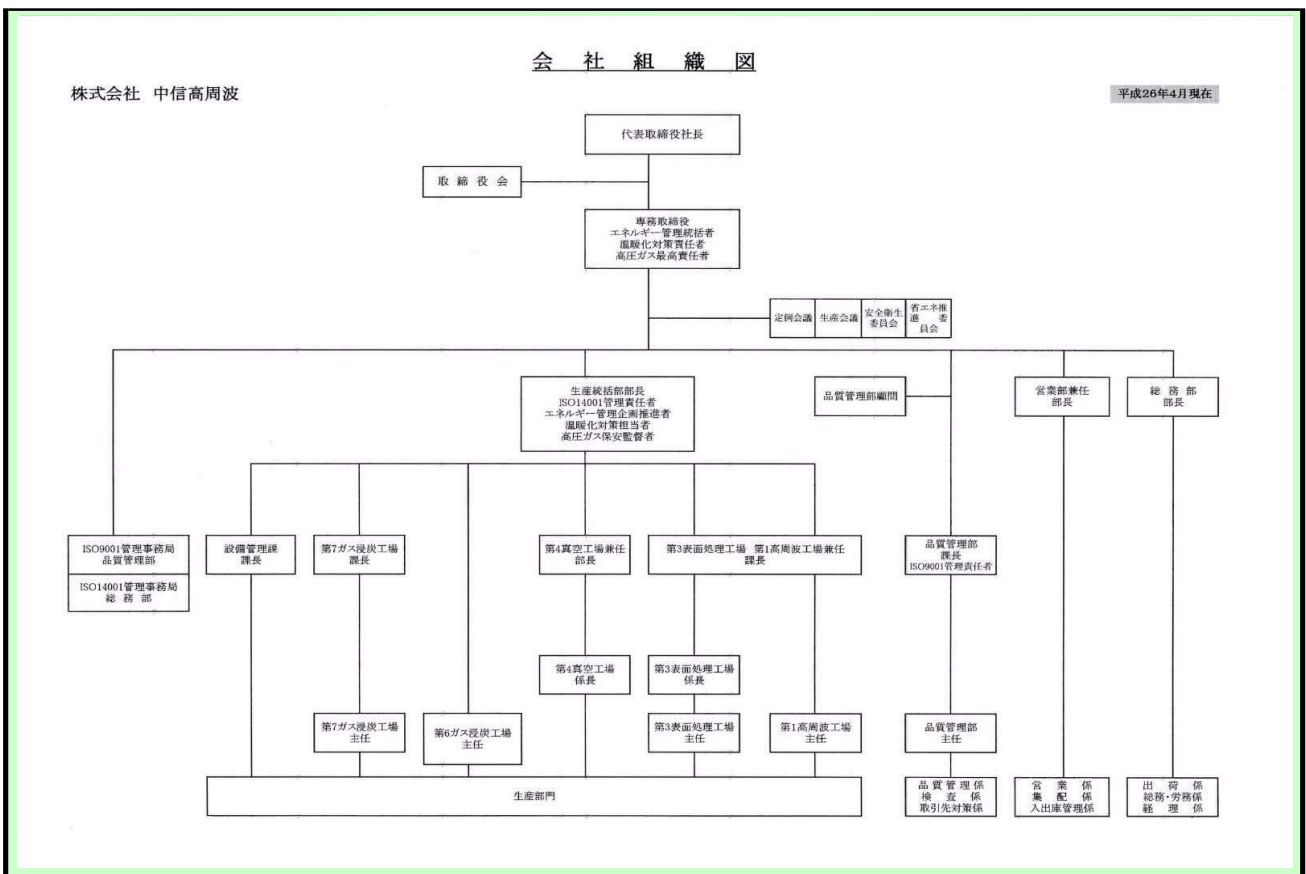 会社組織図
株式会社 中信高周波
平成26年4月現在
代表取締役社長
取締役会
専務取締役
エネルギー管理統括者
温暖化対策責任者
高圧ガス最高責任者
定例会議
生産会議
安全衛生
委員会
省エネ推
進委
員会
生産統括部部長
ISO14001管理責任者
エネルギー管理企画推進者
温暖化対策担当者
高圧ガス保安監督者
品質管理部顧問
営業部兼任
部長
総務部
部長
ISO9001管理事務局
品質管理部
ISO14001管理事務局
総務部
設備管理課
課長
第7ガス浸炭工場
課長
第4真空工場兼任
部長
第3表面処理工場 第1高周波工場兼任
課長
品質管理部
課長
ISO9001管理責任者
第4真空工場
係長
第3表面処理工場
係長
第7ガス浸炭工場
主任
第6ガス浸炭工場
主任
第3表面処理工場
主任
第1高周波工場
主任
品質管理部
主任
生産部門
品質管理係
検査係
取引先対策係
営業係
集配係
入出庫管理係
出荷係
総務・労務係
経理係